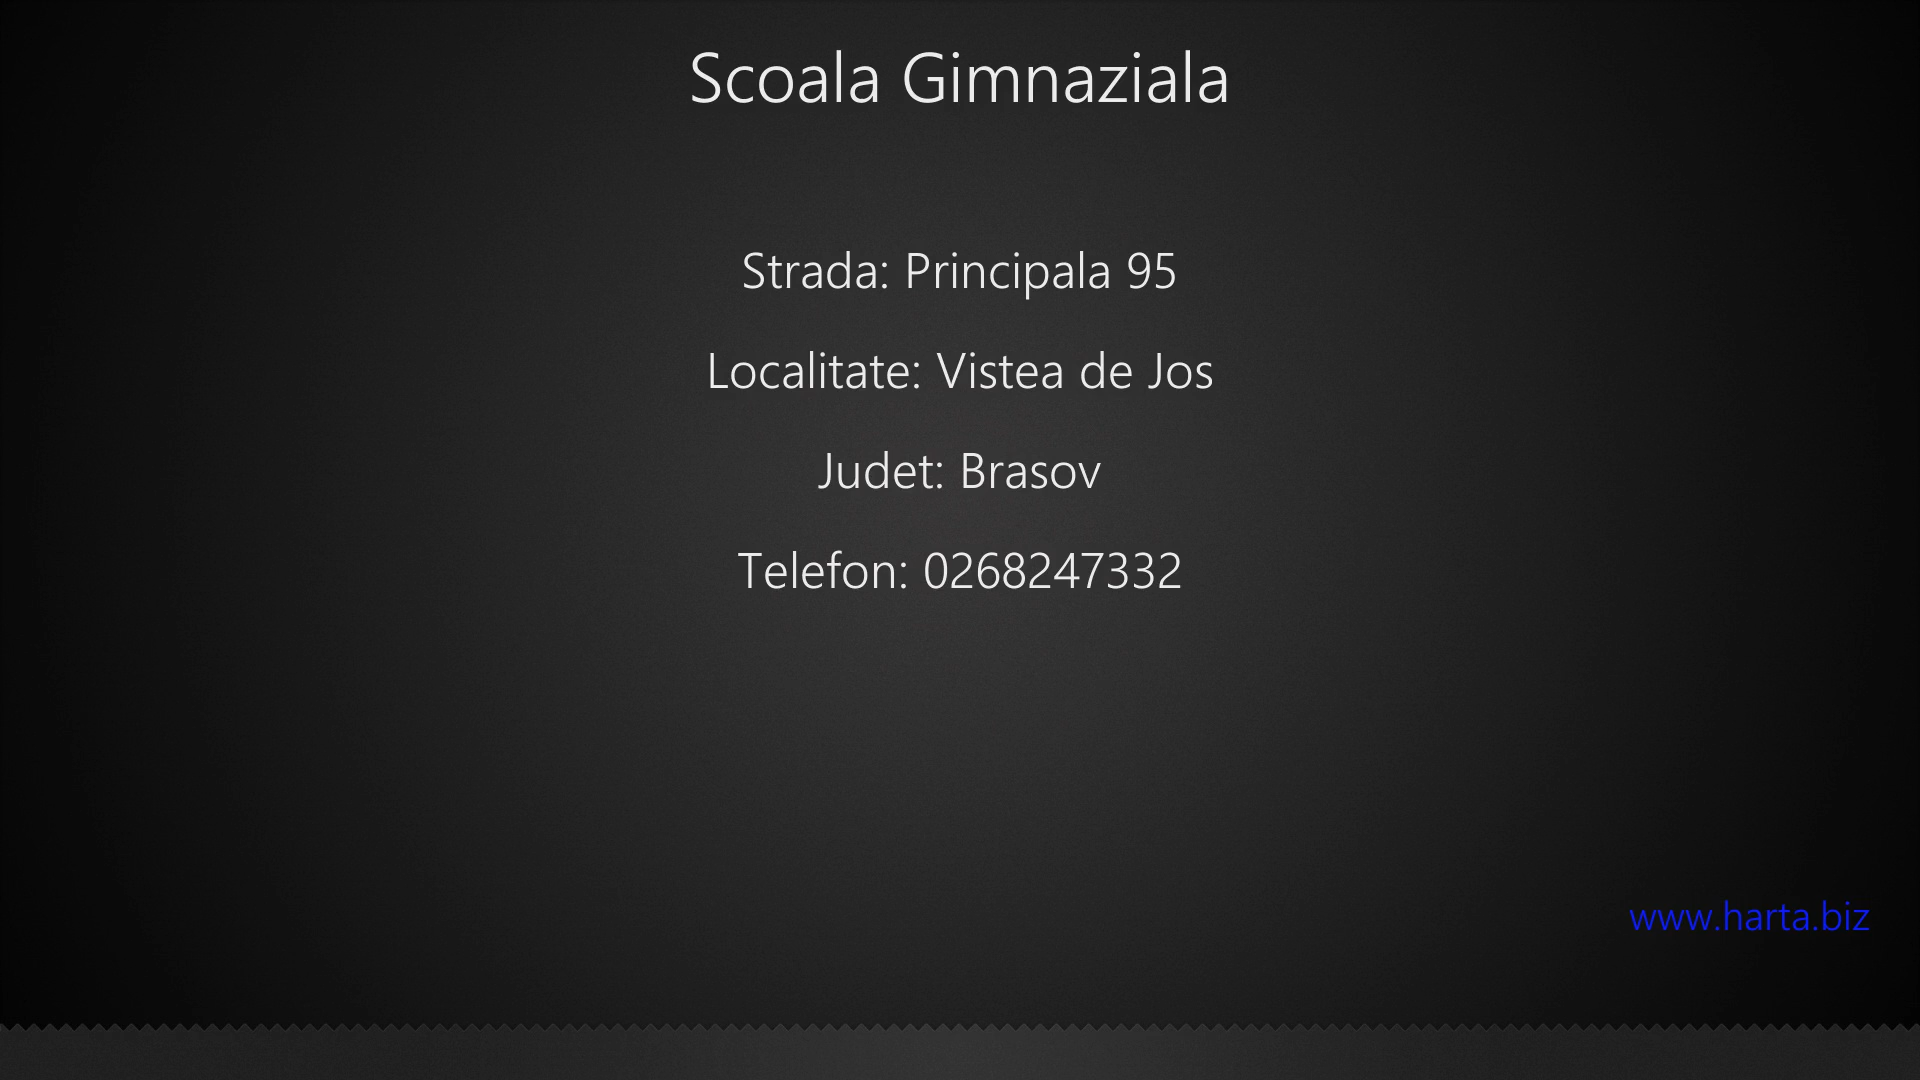 Scoala Gimnaziala
Strada: Principala 95
Localitate: Vistea de Jos
Judet: Brasov
Telefon: 0268247332
www.harta.biz